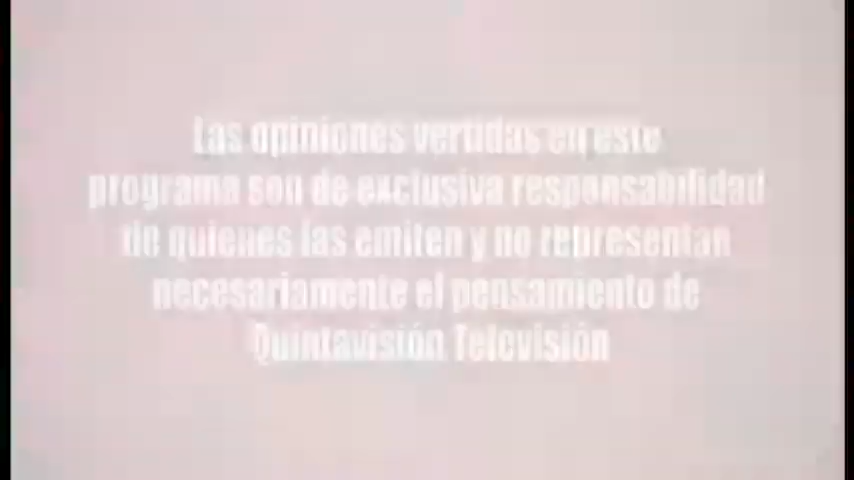 Las opiniones vertidas en este
programa son de exclusiva responsabilidad
de quienes las emiten y no representan
necesariamente el pensamiento de
Quintavisión Televisión